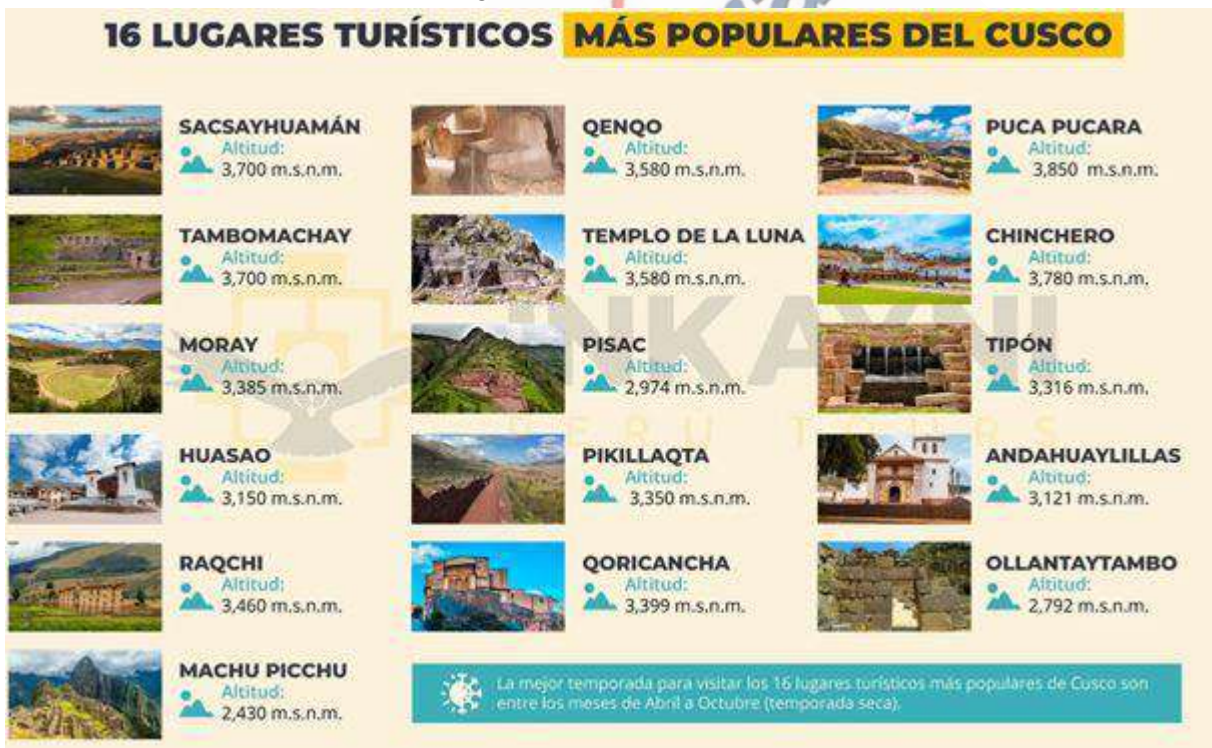 16 LUGARES TURÍSTICOS MÁS POPULARES DEL CUSCO
SACSAYHUAMÁN
Altitud:
3,700 m.s.n.m.
QENQO
Altitud:
3,580 m.s.n.m.
PUCA PUCARA
Altitud:
3,850 m.s.n.m.
TAMBOMACHAY
Altitud:
3,700 m.s.n.m.
TEMPLO DE LA LUNA
Altitud:
3,580 m.s.n.m.
CHINCHERO
Altitud:
3,780 m.s.n.m.
MORAY
Altitud:
3,385 m.s.n.m.
PISAC
Altitud:
2,974 m.s.n.m.
TIPÓN
Altitud:
3,316 m.s.n.m.
HUASAO
Altitud:
3,150 m.s.n.m.
PIKILLAQTA
Altitud:
3,350 m.s.n.m.
ANDAHUAYLILLAS
Altitud:
3,121 m.s.n.m.
RAQCHI
Altitud:
3,460 m.s.n.m.
QORICANCHA
Altitud:
3,399 m.s.n.m.
OLLANTAYTAMBO
Altitud:
2,792 m.s.n.m.
MACHU PICCHU
Altitud:
2,430 m.s.n.m.
La mejor temporada para visitar los 16 lugares turísticos más populares de Cusco son
entre los meses de Abril a Octubre (temporada seca).
INKAYNI
PERU TOURS